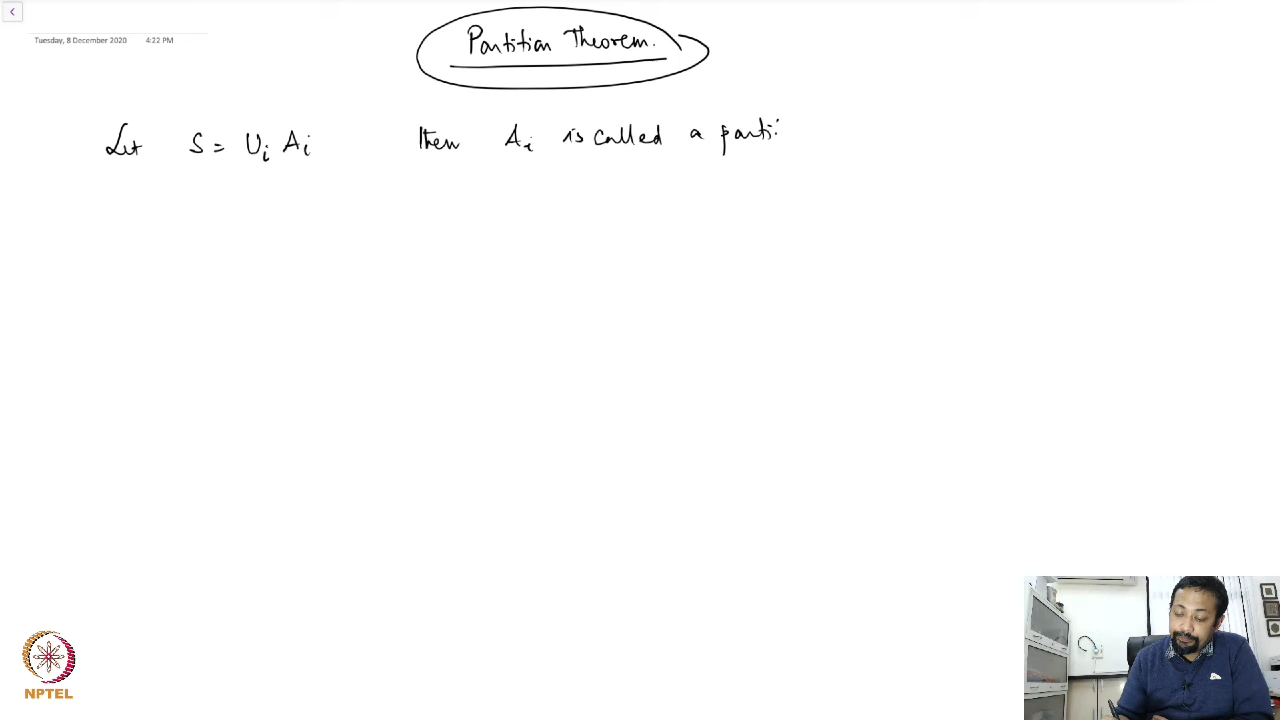 Partition Theorem.
Tuesday, 8 December 2020 4:22 PM
Let S = ∪i Ai then Ai is called a parti
NPTEL